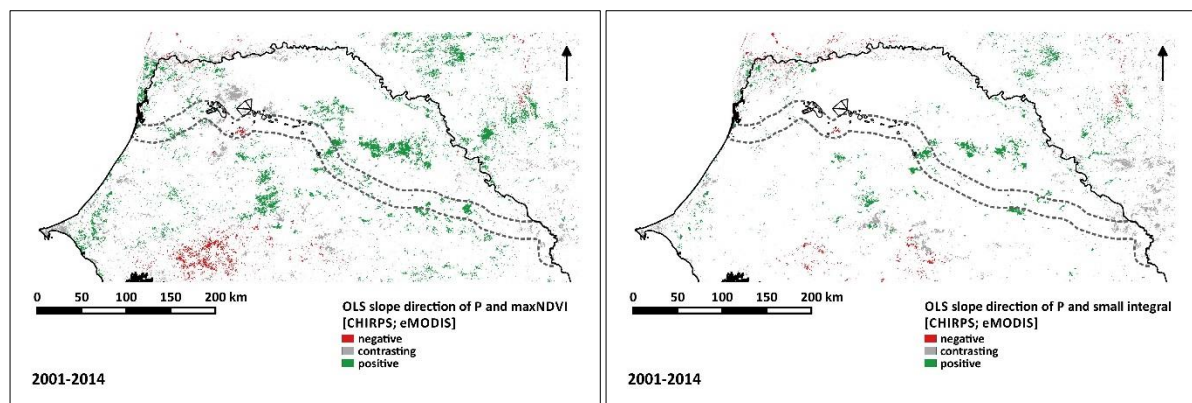 0 50 100 150 200 km
OLS slope direction of P and maxNDVI
[CHIRPS; eMODIS]
negative
contrasting
positive
2001-2014
0 50 100 150 200 km
OLS slope direction of P and small integral
[CHIRPS; eMODIS]
negative
contrasting
positive
2001-2014